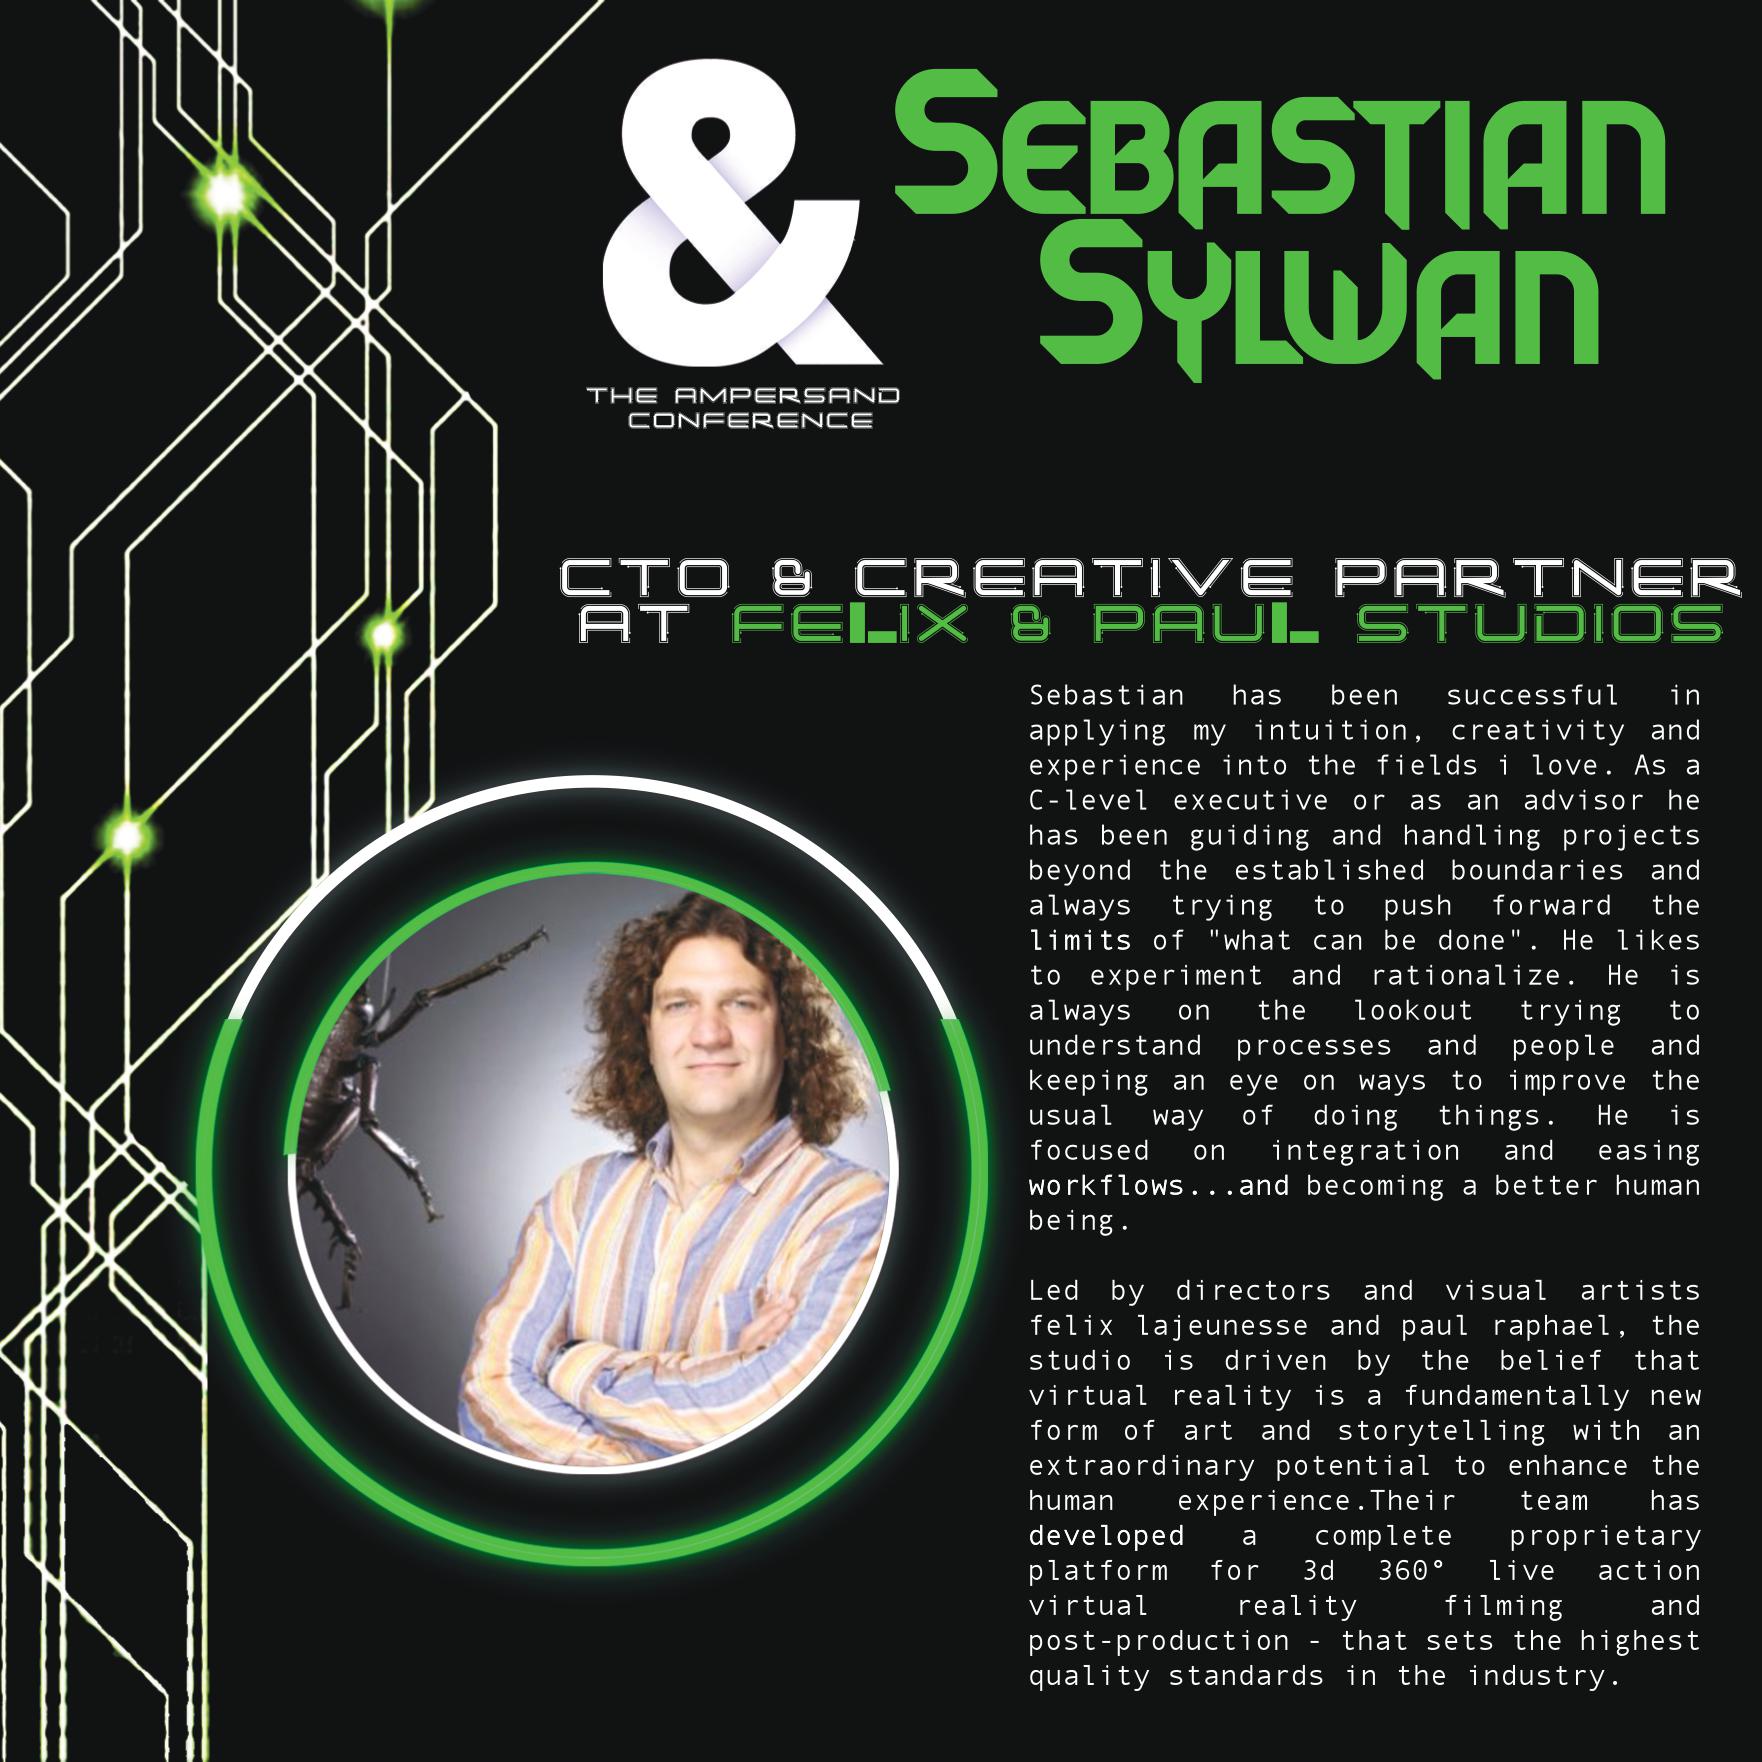 &
SEBASTIAN
SYLWAN
THE AMPERSAND
CONFERENCE
CTO & CREATIVE PARTNER
AT FELIX & PAUL STUDIOS
Sebastian has been successful in
applying my intuition, creativity and
experience into the fields i love. As a
C-level executive or as an advisor he
has been guiding and handling projects
beyond the established boundaries and
always trying to push forward the
limits of "what can be done". He likes
to experiment and rationalize. He is
always on the lookout trying to
understand processes and people and
keeping an eye on ways to improve the
usual way of doing things. He is
focused on integration and easing
workflows...and becoming a better human
being.
Led by directors and visual artists
felix lajeunesse and paul raphael, the
studio is driven by the belief that
virtual reality is a fundamentally new
form of art and storytelling with an
extraordinary potential to enhance the
human experience.Their team has
developed a complete proprietary
platform for 3d 360° live action
virtual reality filming and
post-production - that sets the highest
quality standards in the industry.